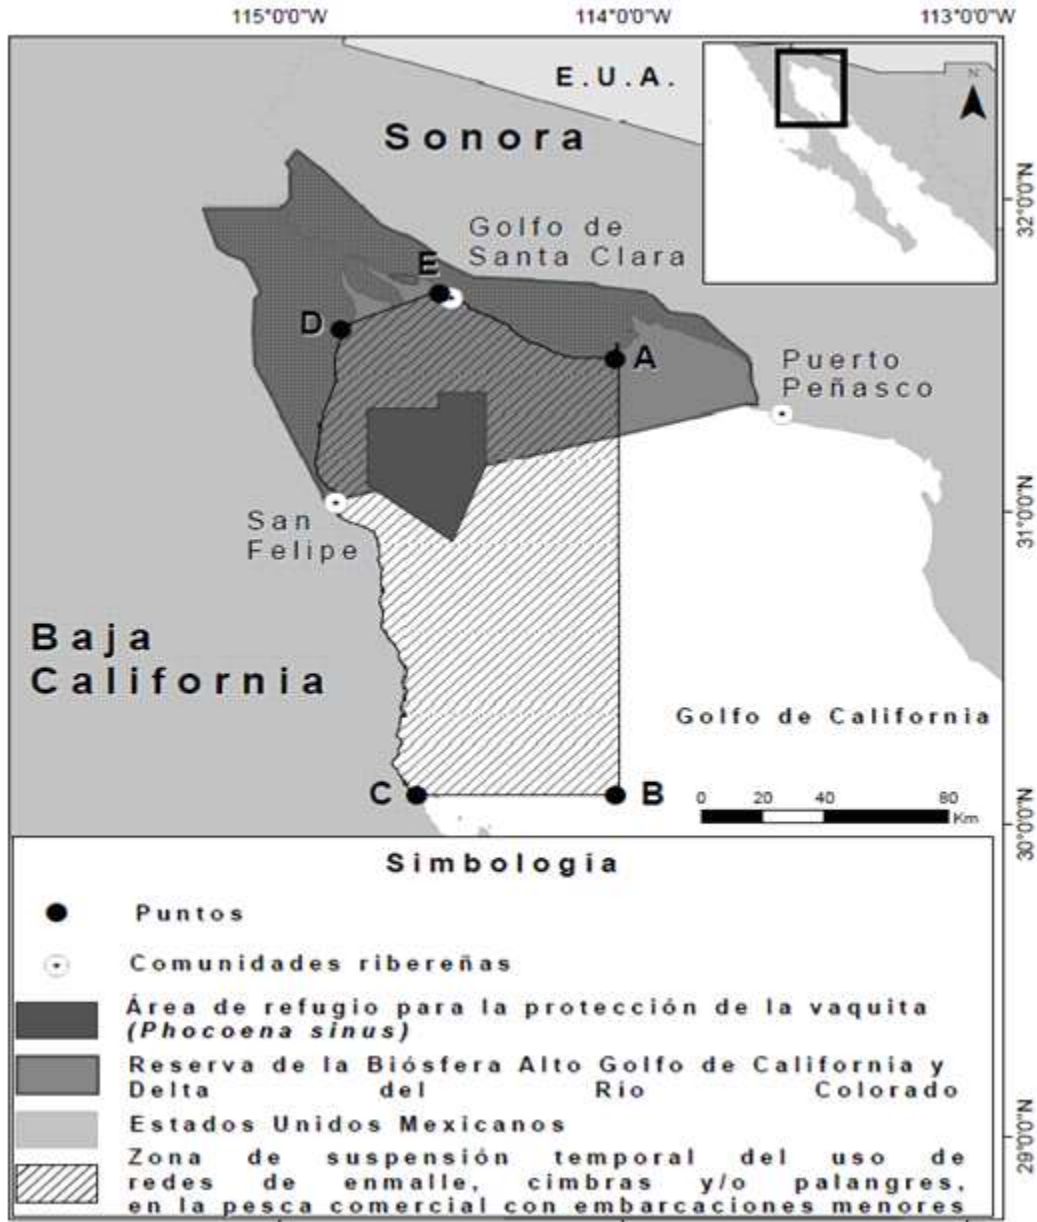 115°0'0"W 114°0'0"W 113°0'0"W
E.U.A.
N
Sonora
32°0'0"N
Golfo de
Santa Clara
E
D
A
Puerto
Peñasco
31°0'0"N
San
Felipe
Baja
California
Golfo de California
C
B
0 20 40 80
Km
30°0'0"N
Simbología
Puntos
Comunidades ribereñas
Área de refugio para la protección de la vaquita
(Phocoena sinus)
Reserva de la Biósfera Alto Golfo de California y
Delta del Río Colorado
Estados Unidos Mexicanos
29°0'0"N
Zona de suspensión temporal del uso de
redes de enmalle, cimbras y/o palangres,
en la pesca comercial con embarcaciones menores